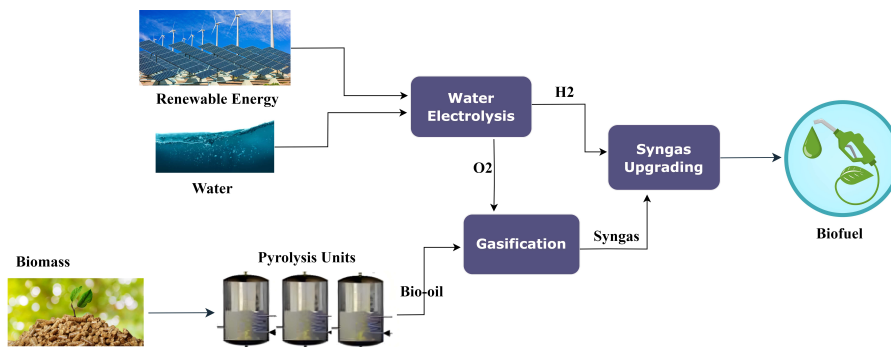 Renewable Energy
Water
Water
Electrolysis
H2
O2
Syngas
Upgrading
Biofuel
Biomass
Pyrolysis Units
Bio-oil
Gasification
Syngas